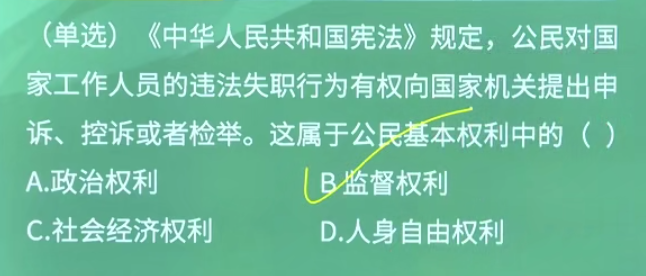 （单选）《中华人民共和国宪法》规定，公民对国
家工作人员的违法失职行为有权向国家机关提出申
诉、控诉或者检举。这属于公民基本权利中的（ ）
A.政治权利 B.监督权利
C.社会经济权利 D.人身自由权利